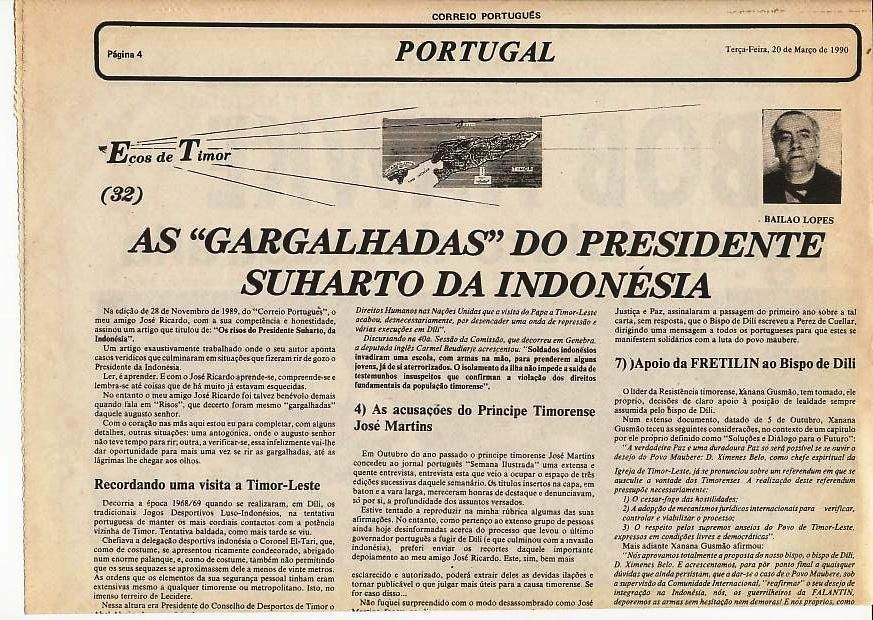 CORREIO PORTUGUÊS
Página 4
PORTUGAL
Terça-Feira, 20 de Março de 1990
Ecos de Timor
(32)
BAILAO LOPES
AS “GARGALHADAS” DO PRESIDENTE
SUHARTO DA INDONÉSIA
Na edição de 28 de Novembro de 1989, do "Correio Português", o
meu amigo José Ricardo, com a sua competência e honestidade,
assinou um artigo que titulou de: "Os risos do Presidente Suharto, da
Indonésia".
Um artigo exaustivamente trabalhado onde o seu autor aponta
casos verídicos que culminaram em situações que fizeram rir de gozo o
Presidente da Indonésia.
Ler, é aprender. E com o José Ricardo aprende-se, compreende-se e
lembra-se até coisas que de há muito já estavam esquecidas.
No entanto o meu amigo José Ricardo foi talvez benévolo demais
quando fala em "Risos", que decerto foram mesmo "gargalhadas"
daquele augusto senhor.
Com o coração nas mãos aqui estou eu para completar, com alguns
detalhes, outras situações: uma antogónica, onde o augusto senhor
não teve tempo para rir; outra, a verificar-se, essa infelizmente vai-lhe
dar oportunidade para mais uma vez se rir as gargalhadas, até as
lágrimas lhe chegar aos olhos.
Recordando uma visita a Timor-Leste
Decorria a época 1968/69 quando se realizaram, em Dili, os
tradicionais Jogos Desportivos Luso-Indonésios, na tentativa
portuguesa de manter os mais cordiais contactos com a potência
vizinha de Timor. Tentativa baldada, como mais tarde se viu.
Chefiava a delegação desportiva indonésia o Coronel El-Tari, que,
como de costume, se apresentou ricamente condecorado, abrigado
num enorme palanque, e, como de costume, também não permitindo
que os seus sequazes se aproximassem dele a menos de vinte metros.
As ordens que os elementos da sua segurança pessoal tinham eram
extensivas mesmo a qualquer timorense ou metropolitano. Isto, no
imenso terreiro de Lecidere.
Nessa altura era Presidente do Conselho de Desportos de Timor o
Direitos Humanos nas Nações Unidas que a visita do Papa a Timor-Leste
acabou, desnecessariamente, por desencader uma onda de repressão e
várias execuções em Dili".
Discursando na 40a. Sessão da Comissão, que decorreu em Genebra,
a deputada inglês Carmel Beudiarje acrescentou. "Soldados indonésios
invadiram uma escola, com armas na mão, para prenderem alguns
jovens, já de si aterrorizados. O isolamento da ilha não impede a saída de
testemunhos insuspeitos que confirmam a violação dos direitos
fundamentais da população timorense".
4) As acusações do Principe Timorense
José Martins
Em Outubro do ano passado o principe timorense José Martins
concedeu ao jornal português "Semana Ilustrada" uma extensa e
quente entrevista, entrevista esta que veio a ocupar o espaço de três
edições sucessivas daquele semanário. Os títulos insertos na capa, em
baton e a vara larga, mereceram honras de destaque e denunciavam,
só por si, a profundidade dos assuntos versados.
Estive tentado a reproduzir na minha rúbrica algumas das suas
afirmações. No entanto, como pertenço ao extenso grupo de pessoas
ainda hoje desinformadas acerca do processo que levou o último
governador português a fugir de Dili (e que culminou com a invasão
indonésia), preferi enviar os recortes daquele importante
depoimento ao meu amigo José Ricardo. Este, sim, bem mais
esclarecido e autorizado, poderá extrair deles as devidas ilações e
tornar publicável o que julgar mais úteis para a causa timorense. Se
for caso disso...
Não fuquei surpreendido com o modo desassombrado como José
Justiça e Paz, assinalaram a passagem do primeiro ano sobre a tal
carta, sem resposta, que o Bispo de Dili escreveu a Perez de Cuellar,
dirigindo uma mensagem a todos os portugueses para que estes se
manifestem solidários com a luta do povo maubere.
7) )Apoio da FRETILIN ao Bispo de Dili
O líder da Resistência timorense, Xanana Gusmão, tem tomado, ele
proprio, decisões de claro apoio à posição de lealdade sempre
assumida pelo bispo de Dili.
Num extenso documento, datado de 5 de Outubro, Xanana
Gusmão teceu as seguintes considerações, no contexto de um capitulo
por ele próprio definido como "Soluções e Diálogo para o Futuro":
"A verdadeira Paz e uma duradoura Paz só será possível se se ouvir o
desejo do Povo Maubere: D. Ximenes Belo, como chefe espiritual da
Igreja de Timor-Leste, já se pronunciou sobre um referendum em que se
auscutle a vontade dos Timorenses A realização deste referendum
pressupõe necessariamente:
1) O cessar-fogo das hostilidades:
2) A adopção de mecanismos jurídicos internacionais para verificar,
controlar e viabilizar o processo;
3) O respeito pelos supremos anseios do Povo de Timor-Leste,
expressos em condições livres e democráticas".
Mais adiante Xanana Gusmão afirmou:
"Nós aprovamos totalmente a proposta do nosso bispo, o bispo de Dili,
D. Ximenes Belo. E acrescentamos, para pôr ponto final a quaisquer
dúvidas que ainda persistam, que a dar-se o caso de o Povo Maubere, sob
a supervisão da Comunidade Internacional, "reafirmar" o seu desejo de
integração na Indonésia, nós, os guerrilheiros da FALANTIN,
deporemos as armas sem hesitação nem demoras! E nós próprios, como